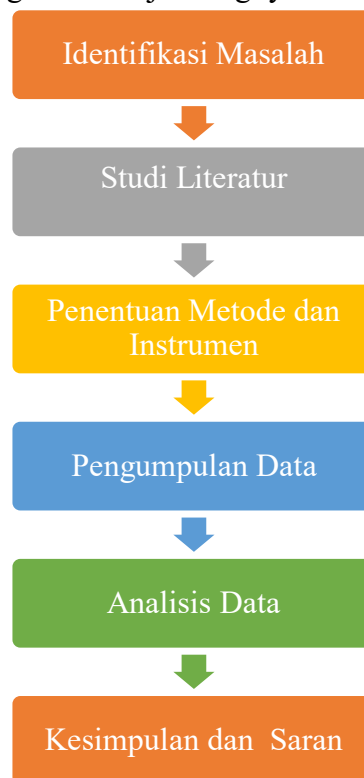 Identifikasi Masalah
Studi Literatur
Penentuan Metode dan
Instrumen
Pengumpulan Data
Analisis Data
Kesimpulan dan Saran